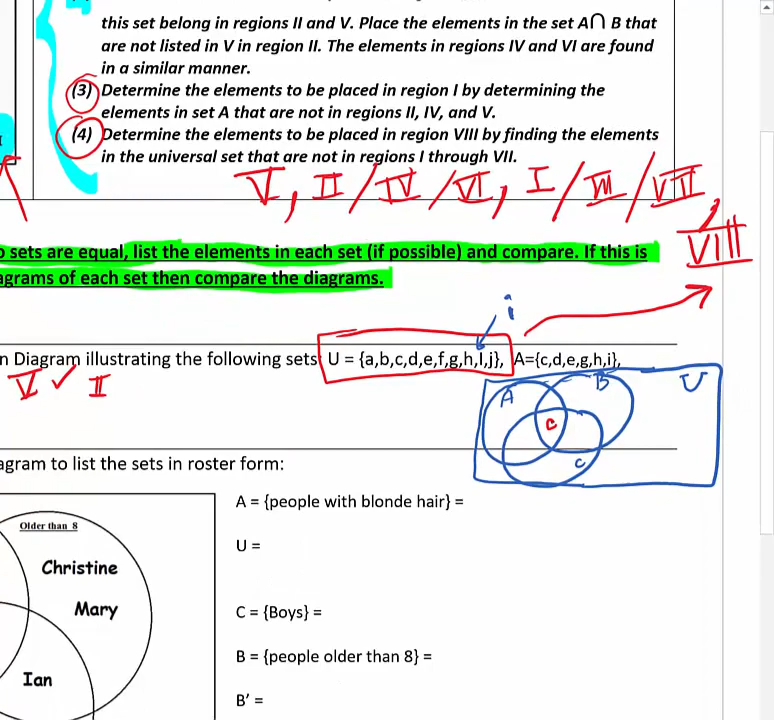 this set belong in regions II and V. Place the elements in the set A∩ B that
are not listed in V in region II. The elements in regions IV and VI are found
in a similar manner.
(3) Determine the elements to be placed in region I by determining the
elements in set A that are not in regions II, IV, and V.
(4) Determine the elements to be placed in region VIII by finding the elements
in the universal set that are not in regions I through VII.
V, II / IV / VI, I / III / VII,
VIII
sets are equal, list the elements in each set (if possible) and compare. If this is
agrams of each set then compare the diagrams.
i
n Diagram illustrating the following sets: U = {a,b,c,d,e,f,g,h,I,j}, A={c,d,e,g,h,i},
V ✓ II
A
B
U
c
C
agram to list the sets in roster form:
A = {people with blonde hair} =
Older than 8
U =
Christine
Mary
C = {Boys} =
B = {people older than 8} =
Ian
B′ =